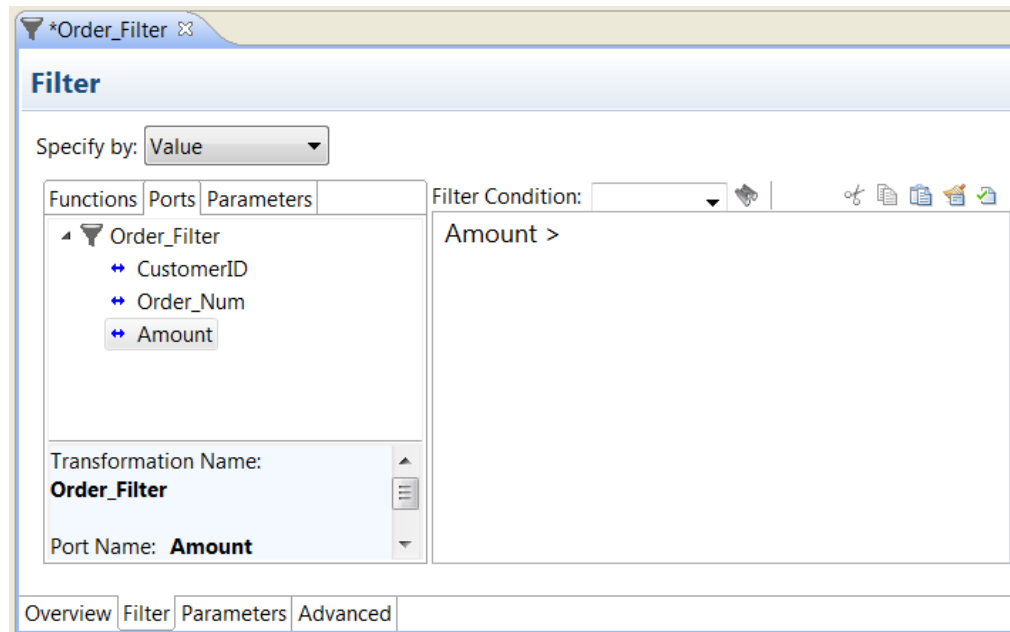 *Order_Filter
Filter
Specify by: Value
Functions Ports Parameters
Filter Condition:
Order_Filter
Amount >
CustomerID
Order_Num
Amount
Transformation Name:
Order_Filter
Port Name: Amount
Overview Filter Parameters Advanced